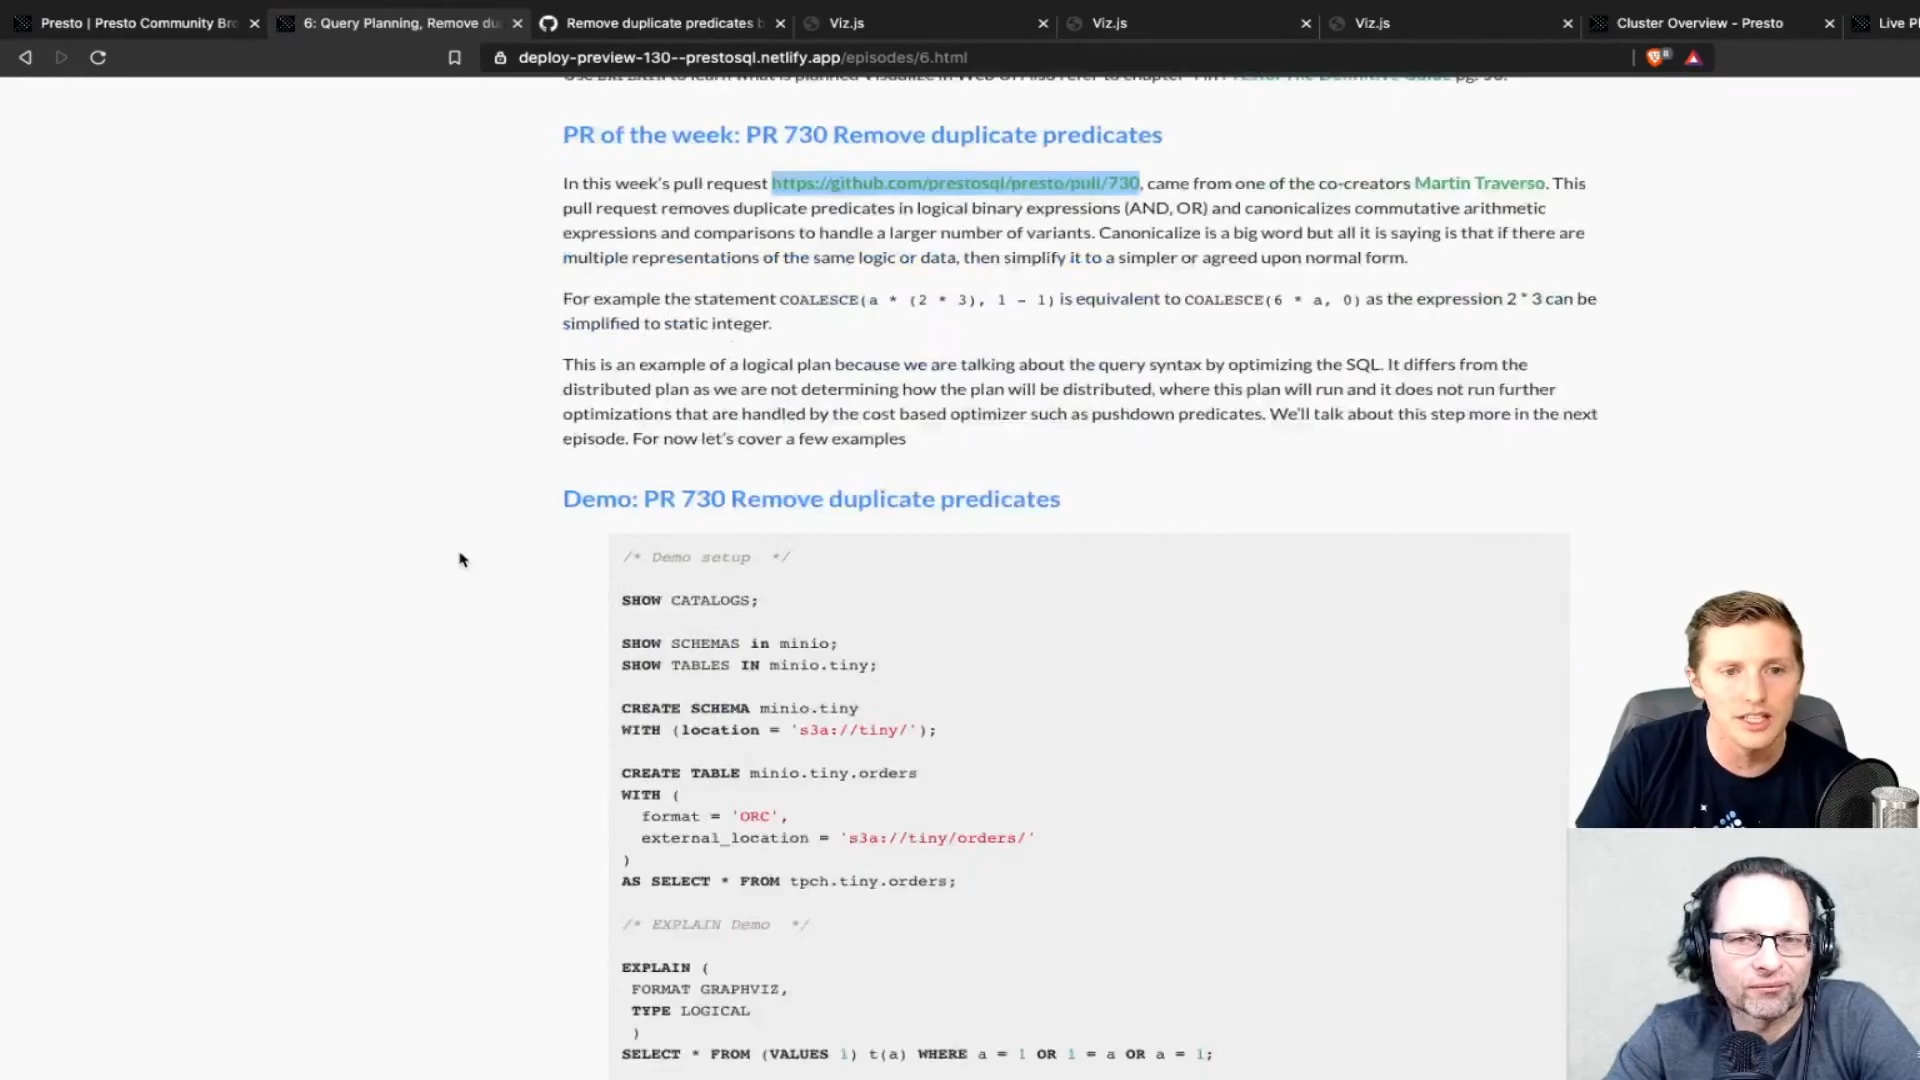 Presto | Presto Community Bro
6: Query Planning, Remove du
Remove duplicate predicates b
Viz.js
Viz.js
Viz.js
Cluster Overview - Presto
Live Pl
deploy-preview-130--prestosql.netlify.app/episodes/6.html
PR of the week: PR 730 Remove duplicate predicates
In this week's pull request https://github.com/prestosql/presto/pull/730, came from one of the co-creators Martin Traverso. This
pull request removes duplicate predicates in logical binary expressions (AND, OR) and canonicalizes commutative arithmetic
expressions and comparisons to handle a larger number of variants. Canonicalize is a big word but all it is saying is that if there are
multiple representations of the same logic or data, then simplify it to a simpler or agreed upon normal form.
For example the statement COALESCE(a * (2 * 3), 1 - 1) is equivalent to COALESCE(6 * a, 0) as the expression 2 * 3 can be
simplified to static integer.
This is an example of a logical plan because we are talking about the query syntax by optimizing the SQL. It differs from the
distributed plan as we are not determining how the plan will be distributed, where this plan will run and it does not run further
optimizations that are handled by the cost based optimizer such as pushdown predicates. We'll talk about this step more in the next
episode. For now let's cover a few examples
Demo: PR 730 Remove duplicate predicates
/* Demo setup */
SHOW CATALOGS;
SHOW SCHEMAS in minio;
SHOW TABLES IN minio.tiny;
CREATE SCHEMA minio.tiny
WITH (location = 's3a://tiny/');
CREATE TABLE minio.tiny.orders
WITH (
format = 'ORC',
external_location = 's3a://tiny/orders/'
)
AS SELECT * FROM tpch.tiny.orders;
/* EXPLAIN Demo */
EXPLAIN (
FORMAT GRAPHVIZ,
TYPE LOGICAL
)
SELECT * FROM (VALUES 1) t(a) WHERE a = 1 OR 1 = a OR a = 1;